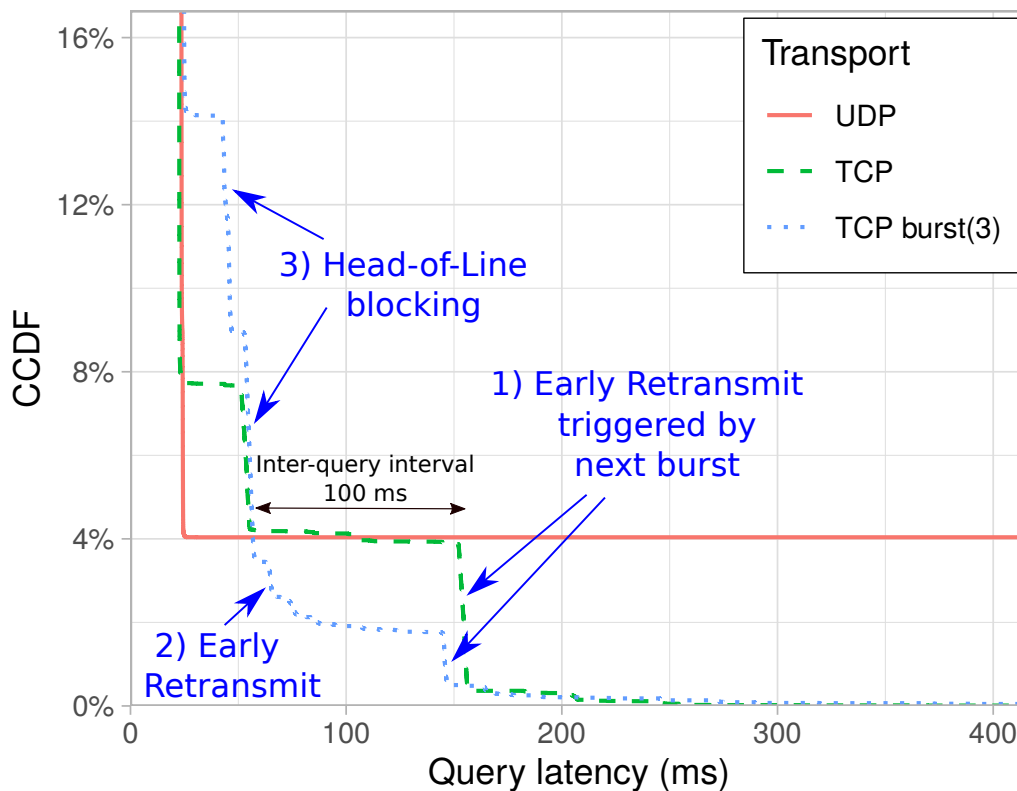 16%
12%
8%
4%
0%
0
100
200
300
400
CCDF
Query latency (ms)
Transport
UDP
TCP
TCP burst(3)
3) Head-of-Line
blocking
1) Early Retransmit
triggered by
next burst
Inter-query interval
100 ms
2) Early
Retransmit